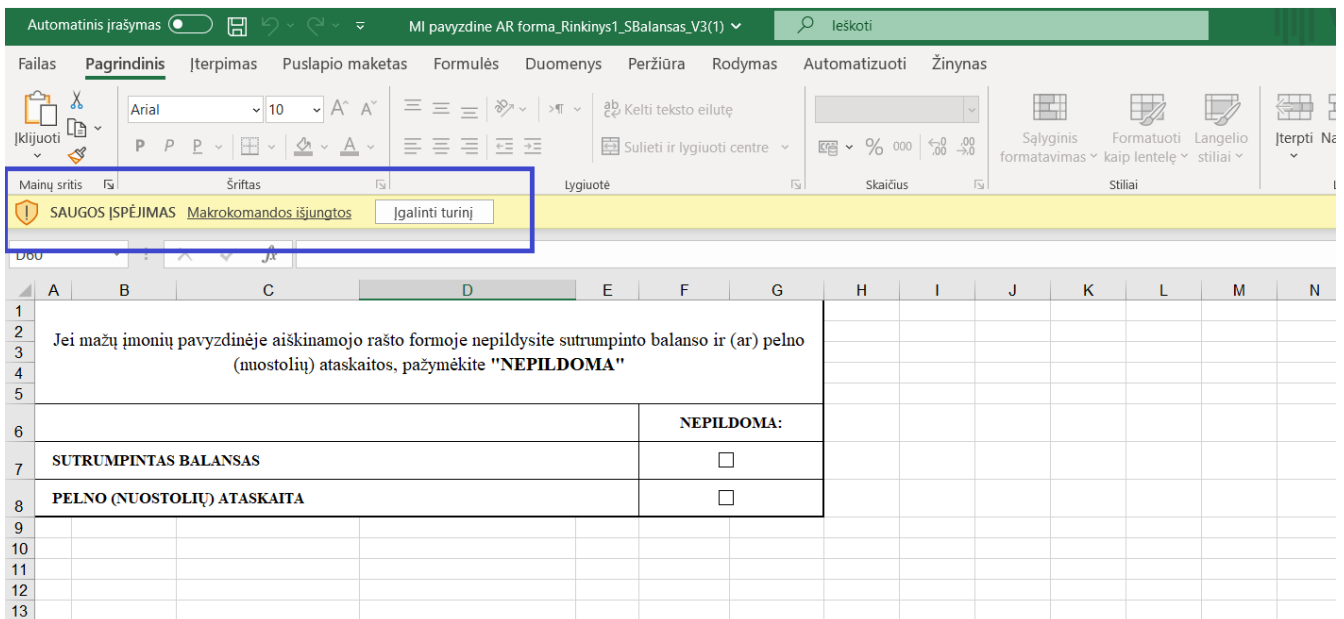 Automatinis įrašymas MI pavyzdine AR forma_Rinkinys1_SBalansas_V3(1) Ieškoti
Failas Pagrindinis Įterpimas Puslapio maketas Formulės Duomenys Peržiūra Rodymas Automatizuoti Žinynas
Arial 10 A A Kelti teksto eilutę
Įklijuoti P P P A Sulieti ir lygiuoti centre % 000 Sąlyginis formatavimas Formatuoti kaip lentelę Langelio stiliai Įterpti Na
Mainų sritis Šriftas Lygiuotė Skaičius Stiliai
SAUGOS ĮSPĖJIMAS Makrokomandos išjungtos Įgalinti turinį
D60 fx
A B C D E F G H I J K L M N
1
2
3
4
5
Jei mažų įmonių pavyzdinėje aiškinamojo rašto formoje nepildysite sutrumpinto balanso ir (ar) pelno
(nuostolių) ataskaitos, pažymėkite "NEPILDOMA"
6 NEPILDOMA:
7 SUTRUMPINTAS BALANSAS
8 PELNO (NUOSTOLIŲ) ATASKAITA
9
10
11
12
13